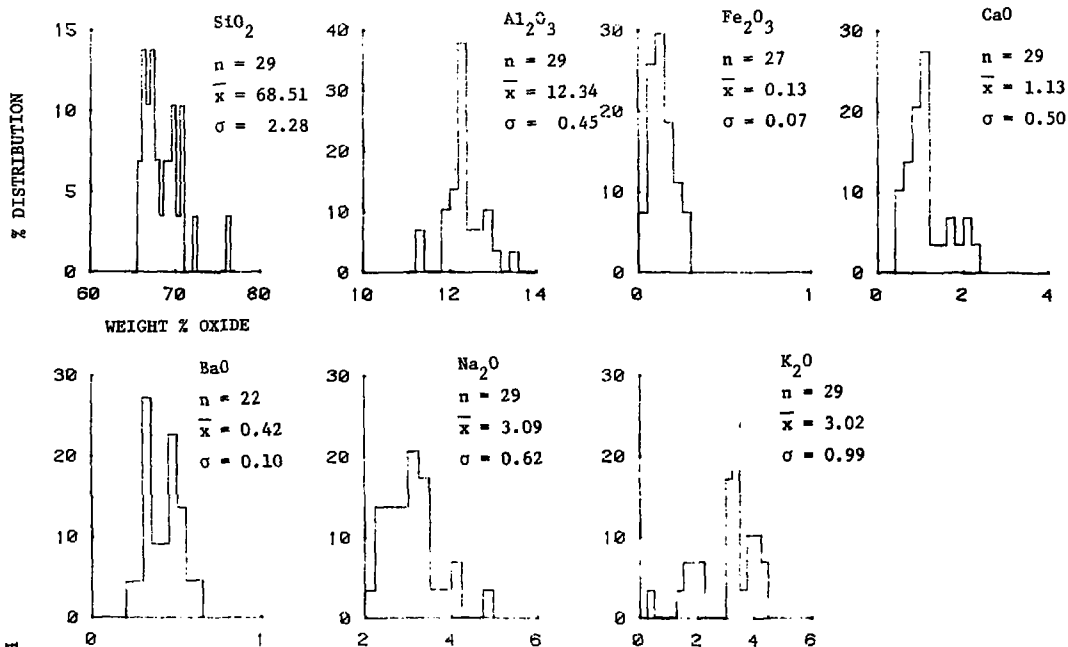 SiO2
n = 29
x̄ = 68.51
σ = 2.28
15
10
5
0
60 70 80
% DISTRIBUTION
WEIGHT % OXIDE
Al2O3
n = 29
x̄ = 12.34
σ = 0.45
40
30
20
10
0
10 12 14
Fe2O3
n = 27
x̄ = 0.13
σ = 0.07
30
20
10
0
0 1
CaO
n = 29
x̄ = 1.13
σ = 0.50
30
20
10
0
0 2 4
BaO
n = 22
x̄ = 0.42
σ = 0.10
30
20
10
0
0 1
Na2O
n = 29
x̄ = 3.09
σ = 0.62
30
20
10
0
2 4 6
K2O
n = 29
x̄ = 3.02
σ = 0.99
30
20
10
0
0 2 4 6